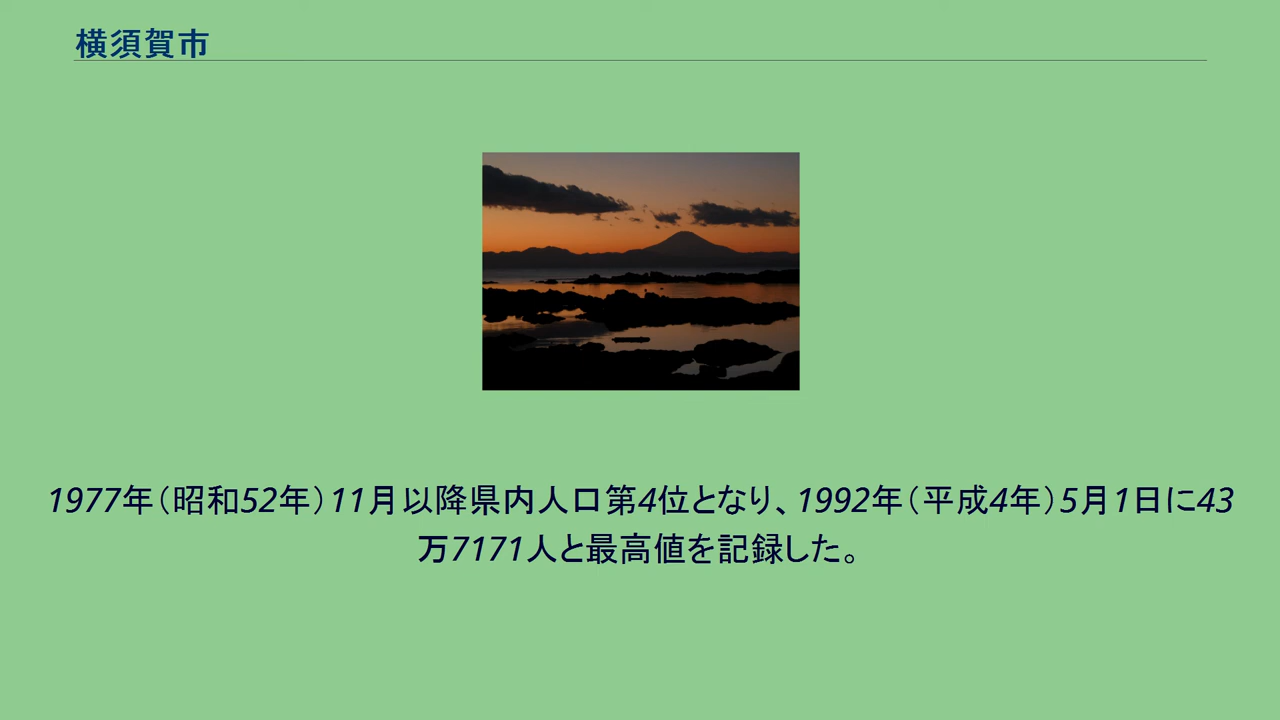 横須賀市
1977年（昭和52年）11月以降県内人口第4位となり、1992年（平成4年）5月1日に43
万7171人と最高値を記録した。